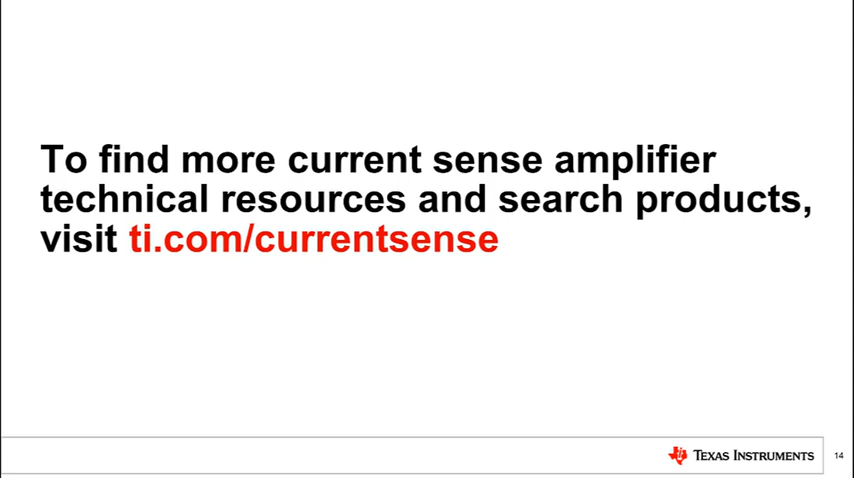 To find more current sense amplifier
technical resources and search products,
visit ti.com/currentsense
TEXAS INSTRUMENTS
14